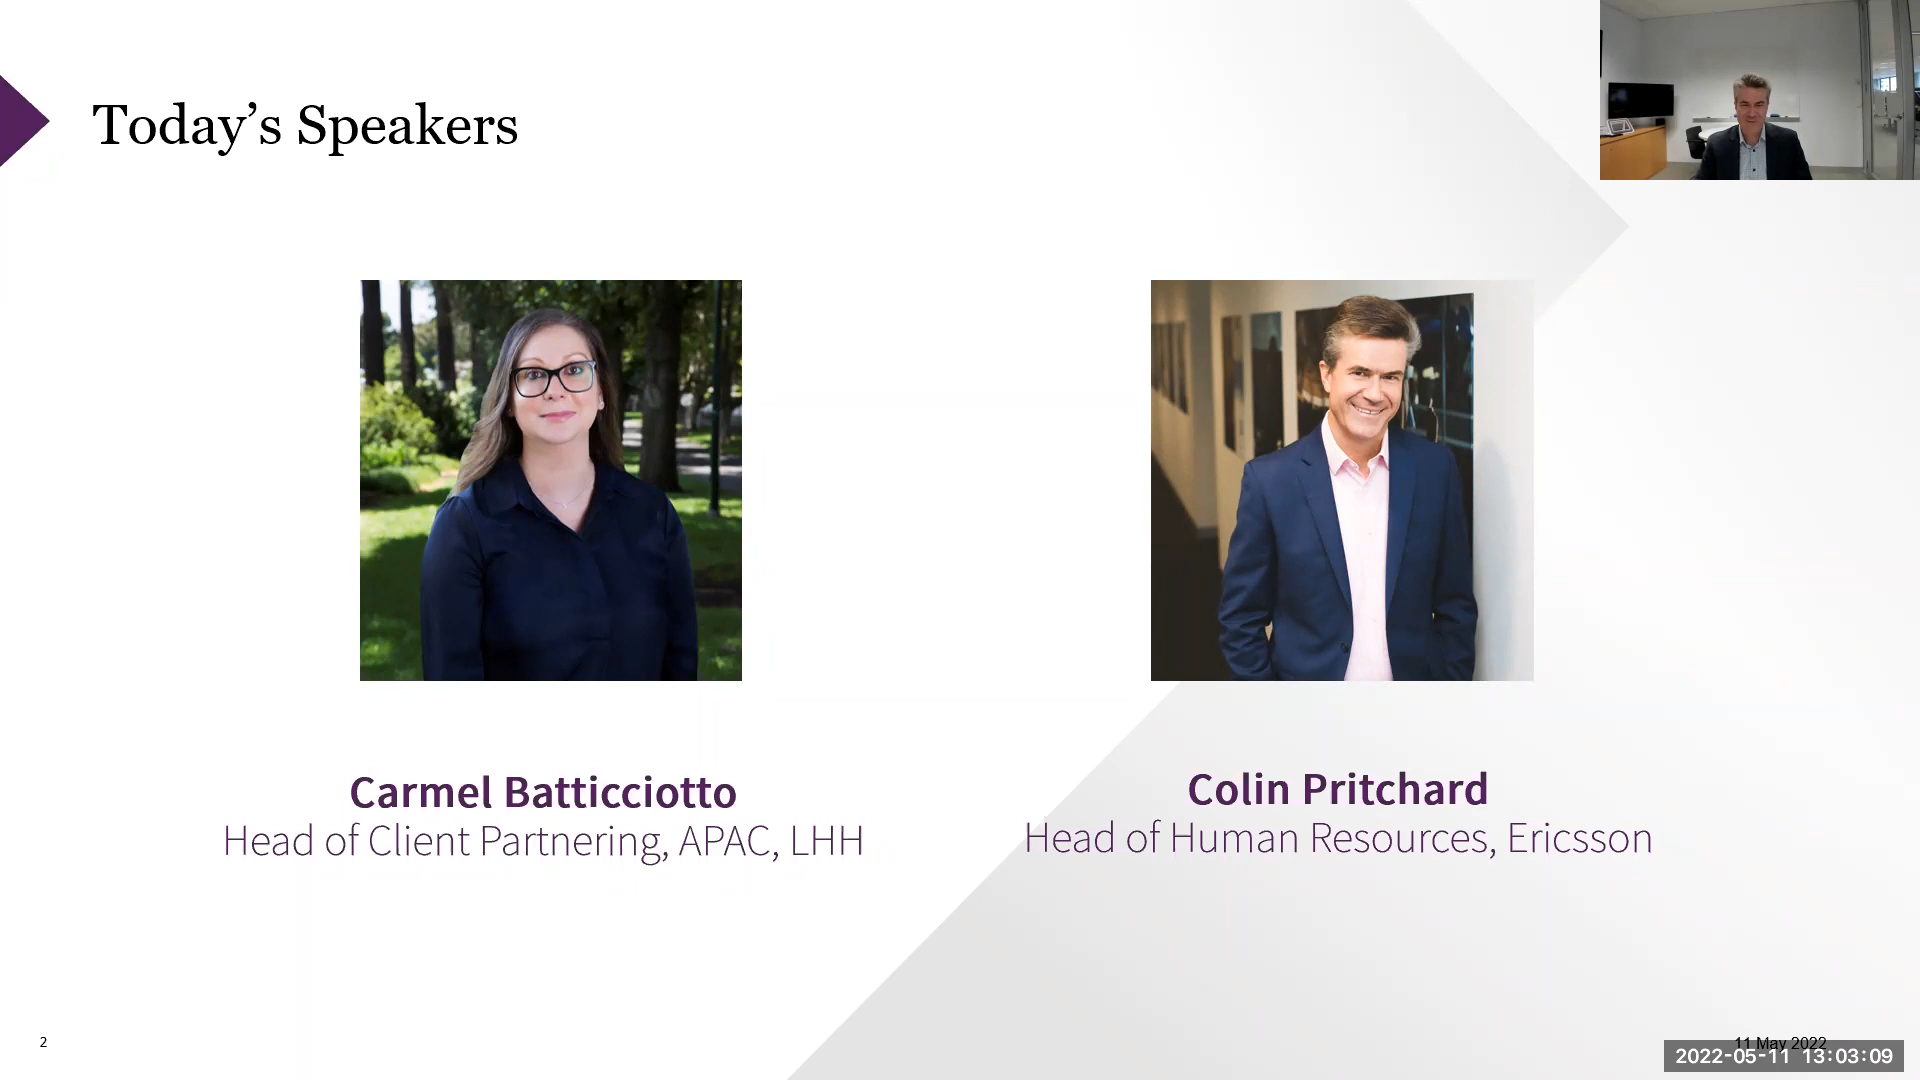 Today’s Speakers
Carmel Batticciotto
Head of Client Partnering, APAC, LHH
Colin Pritchard
Head of Human Resources, Ericsson
2
11 May 2022
2022-05-11 13:03:09